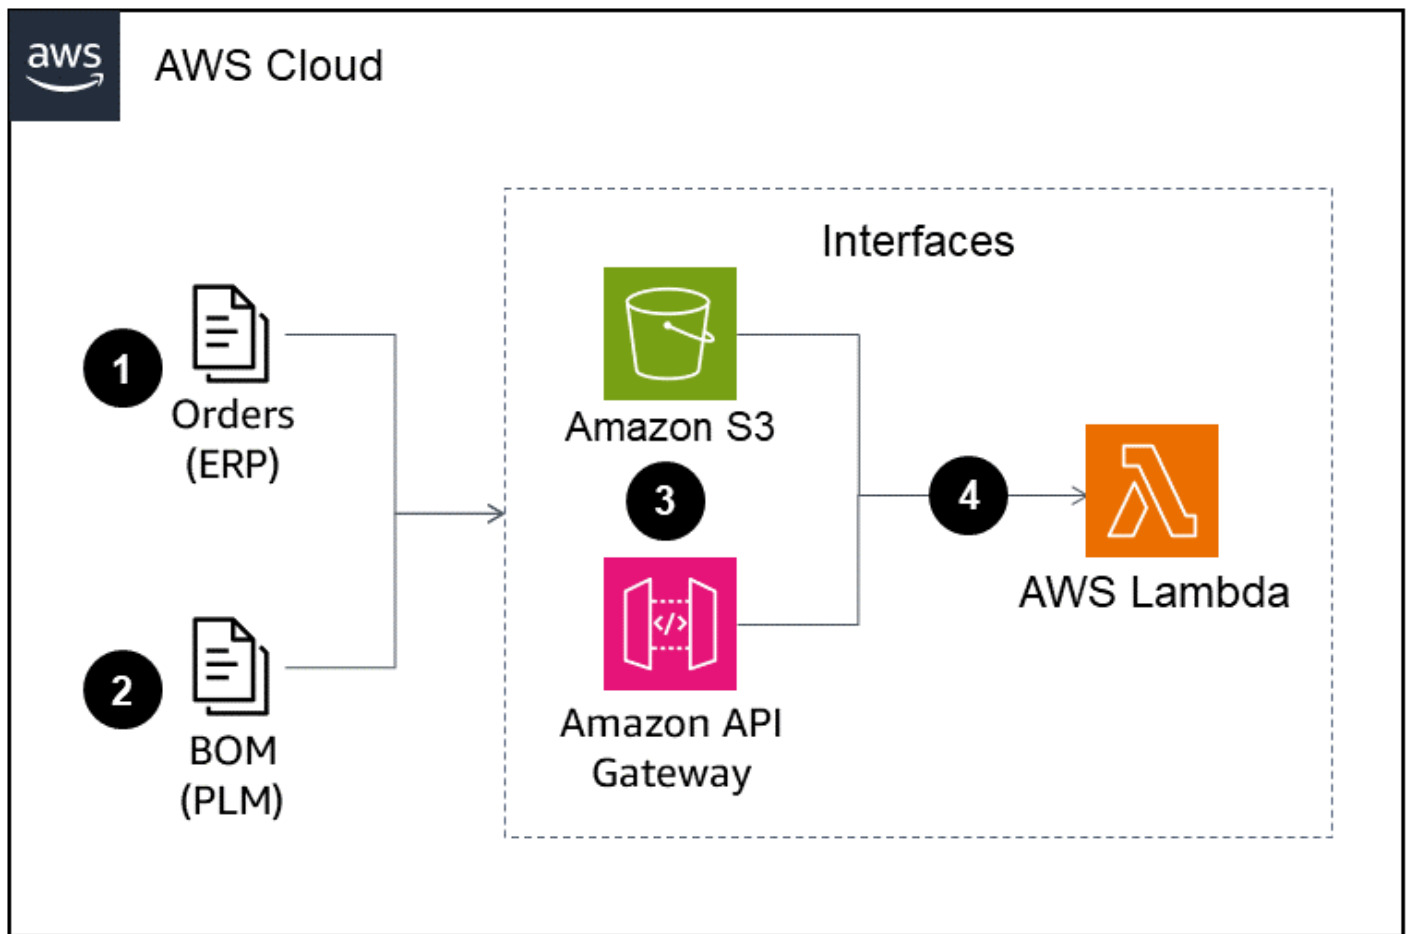 aws
AWS Cloud
Interfaces
1
Orders
(ERP)
Amazon S3
3
4
AWS Lambda
</>
Amazon API
Gateway
2
BOM
(PLM)